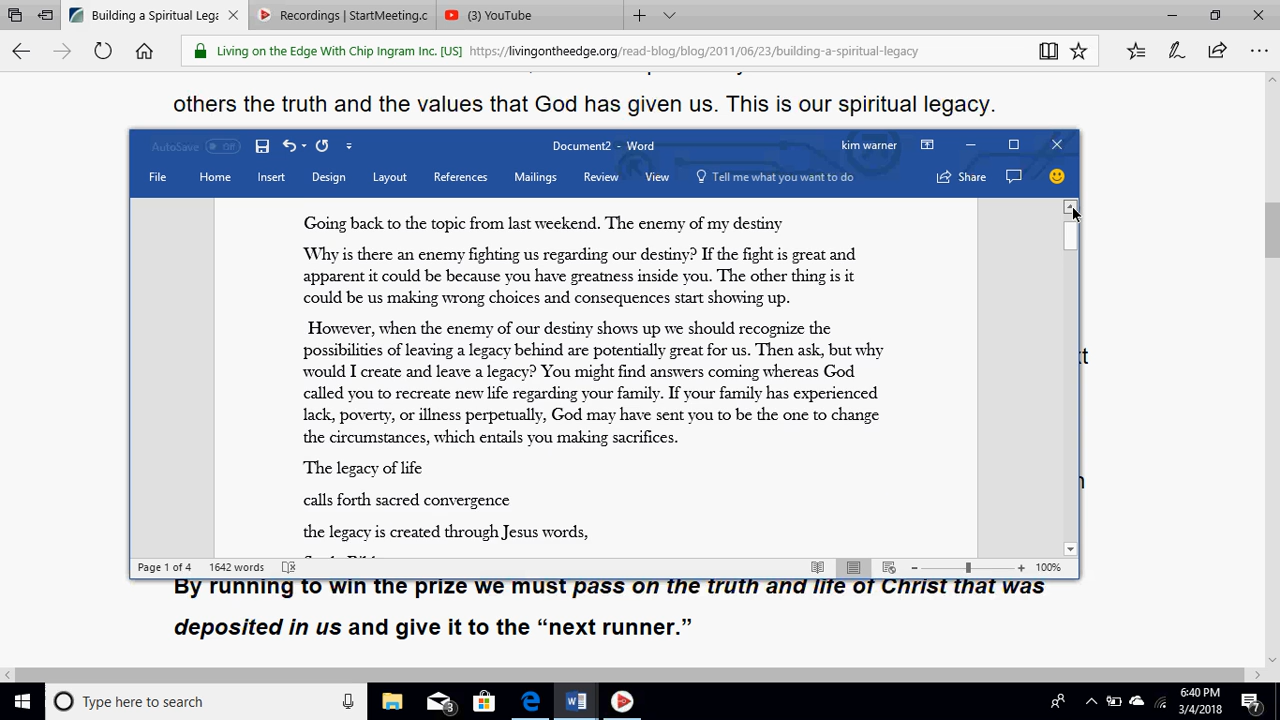 Building a Spiritual Lega
Recordings | StartMeeting.c
(7) YouTube
Living on the Edge With Chip Ingram Inc. [US] https://livingontheedge.org/read-blog/blog/2011/06/23/building-a-spiritual-legacy
others the truth and the values that God has given us. This is our spiritual legacy.
AutoSave Off
Document2 - Word
kim warner
File Home Insert Design Layout References Mailings Review View Tell me what you want to do Share
Going back to the topic from last weekend. The enemy of my destiny
Why is there an enemy fighting us regarding our destiny? If the fight is great and
apparent it could be because you have greatness inside you. The other thing is it
could be us making wrong choices and consequences start showing up.
However, when the enemy of our destiny shows up we should recognize the
possibilities of leaving a legacy behind are potentially great for us. Then ask, but why
would I create and leave a legacy? You might find answers coming whereas God
called you to recreate new life regarding your family. If your family has experienced
lack, poverty, or illness perpetually, God may have sent you to be the one to change
the circumstances, which entails you making sacrifices.
The legacy of life
calls forth sacred convergence
the legacy is created through Jesus words,
Page 1 of 4 1642 words 100%
By running to win the prize we must pass on the truth and life of Christ that was
deposited in us and give it to the “next runner.”
Type here to search
3
6:40 PM
3/4/2018
7